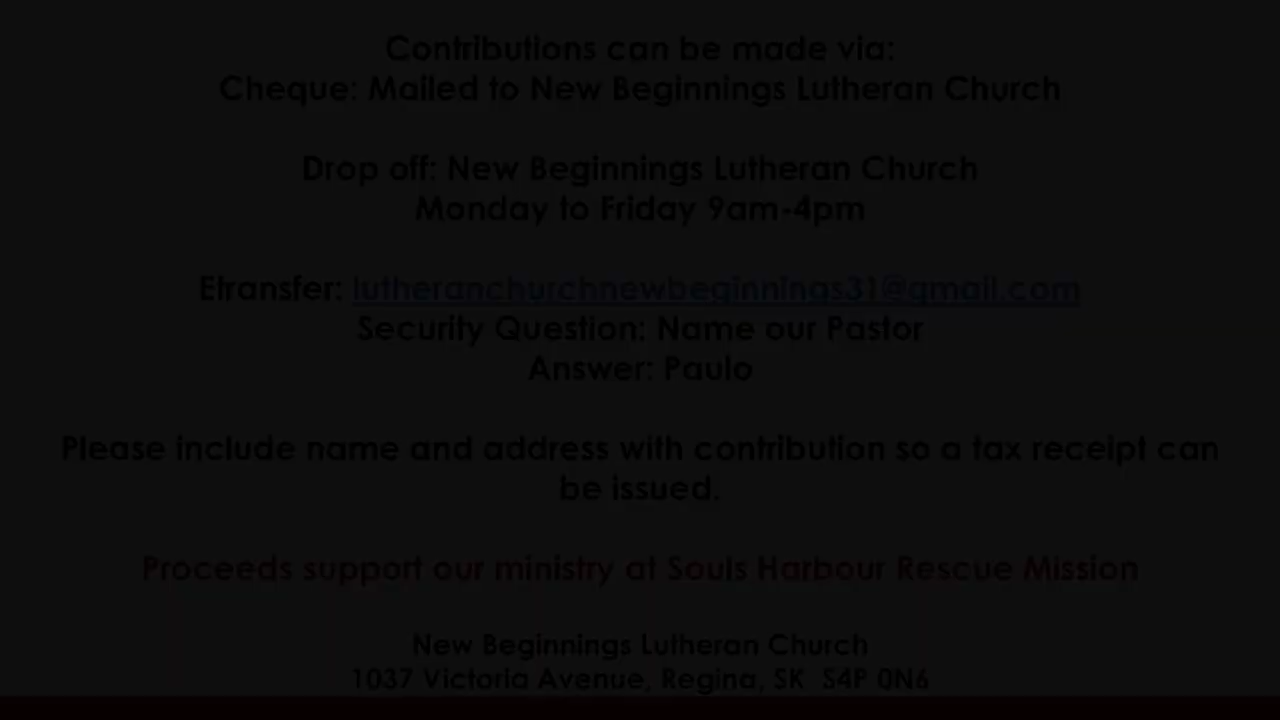 Contributions can be made via:
Cheque: Mailed to New Beginnings Lutheran Church
Drop off: New Beginnings Lutheran Church
Monday to Friday 9am-4pm
Etransfer: lutheranchurchnewbeginnings31@gmail.com
Security Question: Name our Pastor
Answer: Paulo
Please include name and address with contribution so a tax receipt can
be issued.
Proceeds support our ministry at Souls Harbour Rescue Mission
New Beginnings Lutheran Church
1037 Victoria Avenue, Regina, SK  S4P 0N6